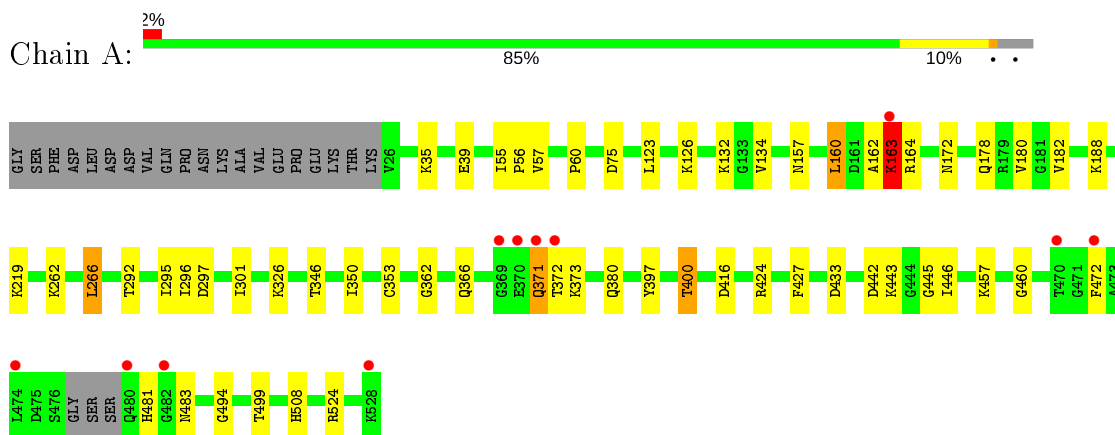 2%
Chain A:
85% 10% • •
GLY SER PHE ASP LEU ASP ASP VAL GLN PRO ASN LYS ALA VAL GLU PRO GLU LYS THR LYS V26 K35 E39 I55 P56 V57 P60 D75 L123 K126 K132 G133 V134 N157 L160 D161 A162 K163 R164 N172 Q178 R179 V180 G181 V182 K188
K219 K262 L266 T292 I295 I296 D297 I301 K326 T346 I350 C353 G362 Q366 G369 E370 Q371 T372 K373 Q380 Y397 T400 D416 R424 F427 D433 D442 K443 G444 G445 I446 K457 G460 T470 G471 F472 A473
L474 D475 S476 GLY SER SER Q480 H481 G482 N483 G494 T499 H508 R524 K528